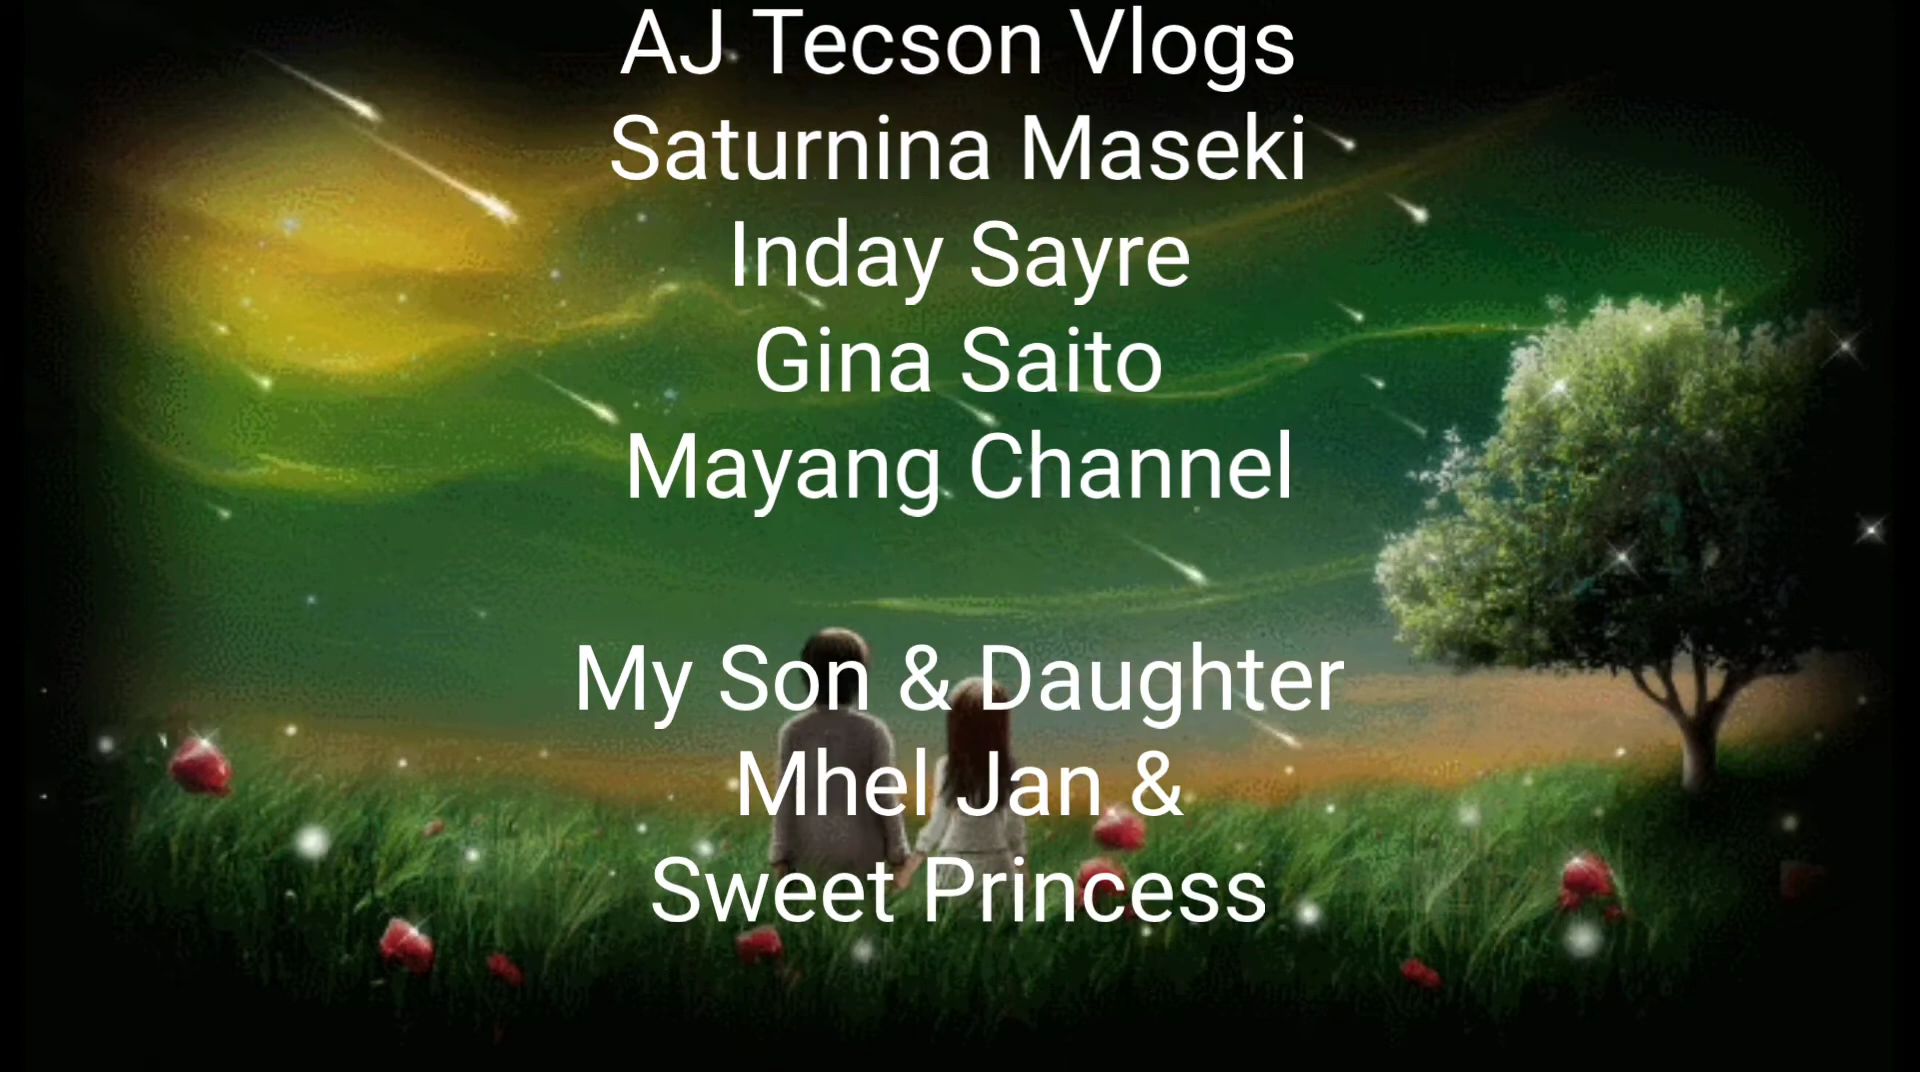 AJ Tecson Vlogs
Saturnina Maseki
Inday Sayre
Gina Saito
Mayang Channel
My Son & Daughter
Mhel Jan &
Sweet Princess